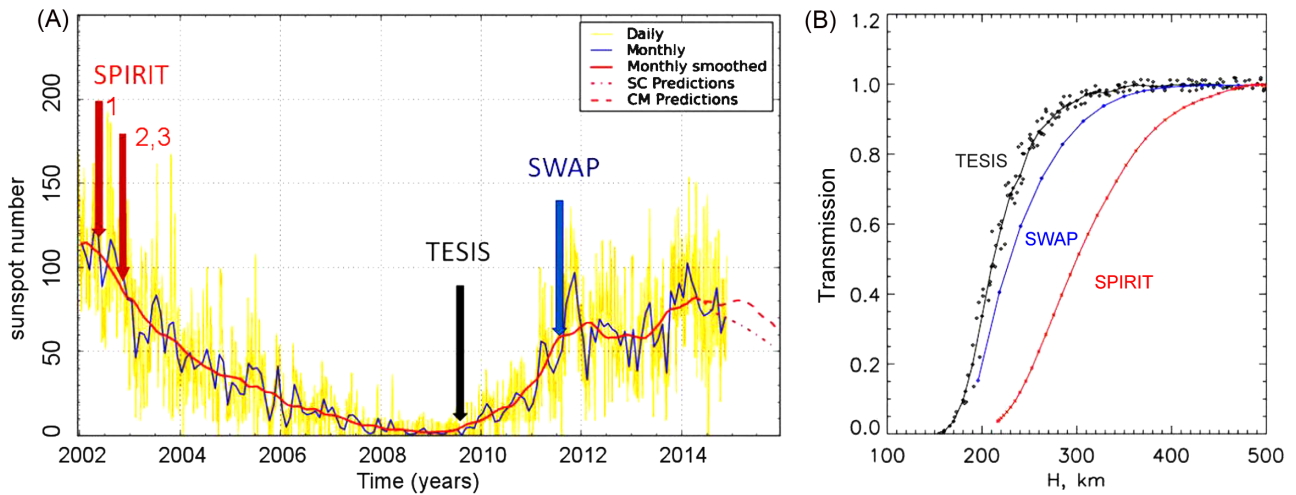 (A)
sunspot number
200
150
100
50
0
2002
2004
2006
2008
2010
2012
2014
Time (years)
SPIRIT
1
2,3
TESIS
SWAP
Daily
Monthly
Monthly smoothed
SC Predictions
CM Predictions
(B)
Transmission
1.2
1.0
0.8
0.6
0.4
0.2
0.0
100
200
300
400
500
H, km
TESIS
SWAP
SPIRIT